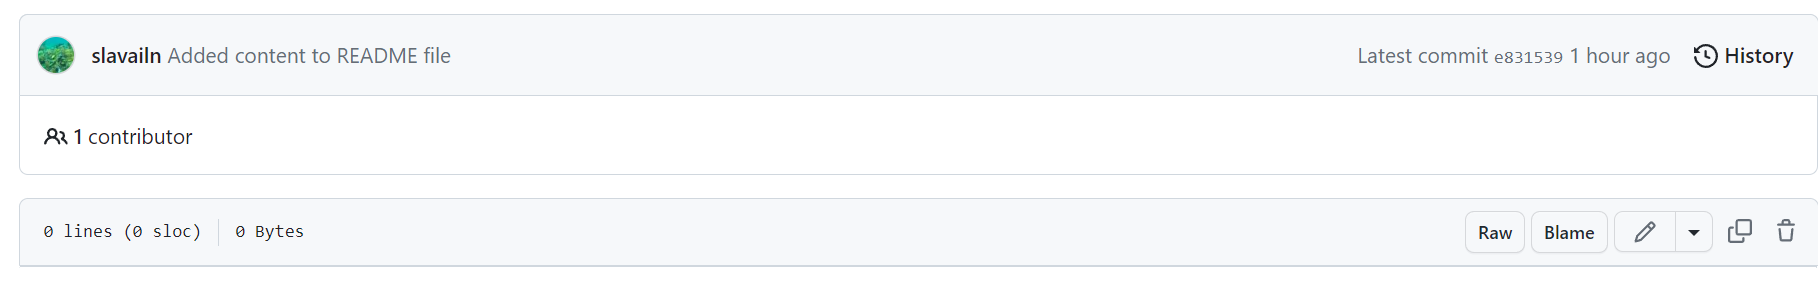 slavailn Added content to README file Latest commit e831539 1 hour ago History
1 contributor
0 lines (0 sloc) 0 Bytes Raw Blame